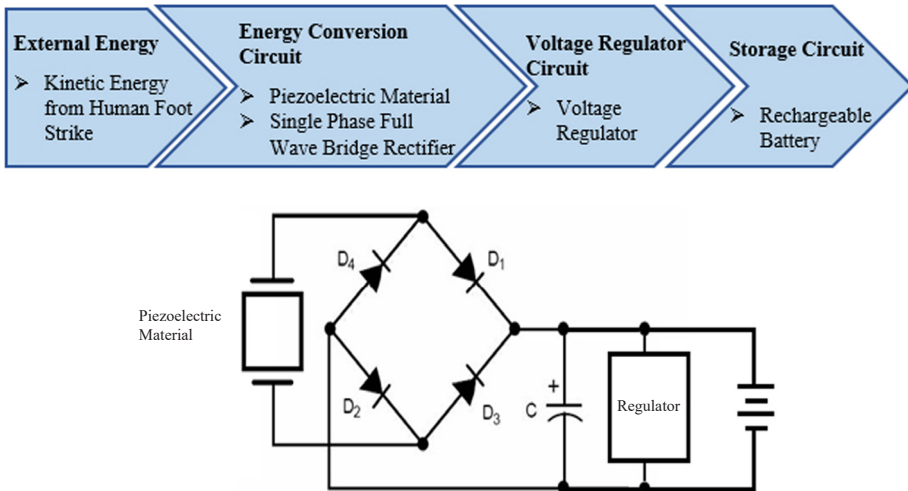 External Energy
➢ Kinetic Energy
from Human Foot
Strike
Energy Conversion
Circuit
➢ Piezoelectric Material
➢ Single Phase Full
Wave Bridge Rectifier
Voltage Regulator
Circuit
➢ Voltage
Regulator
Storage Circuit
➢ Rechargeable
Battery
Piezoelectric
Material
D4
D1
D2
D3
+
C
Regulator